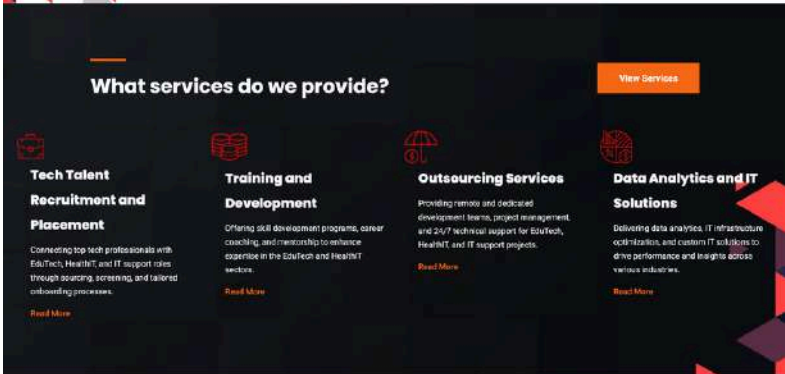 What services do we provide?
View Services
Tech Talent
Recruitment and
Placement
Connecting top tech professionals with
EduTech, HealthIT, and IT support roles
through sourcing, screening, and tailored
onboarding processes.
Read More
Training and
Development
Offering skill development programs, career
coaching, and mentorship to enhance
expertise in the EduTech and HealthIT
sectors.
Read More
Outsourcing Services
Providing remote and dedicated
development teams, project management,
and 24/7 technical support for EduTech,
HealthIT, and IT support projects.
Read More
Data Analytics and IT
Solutions
Delivering data analytics, IT infrastructure
optimization, and custom IT solutions to
drive performance and insights across
various industries.
Read More